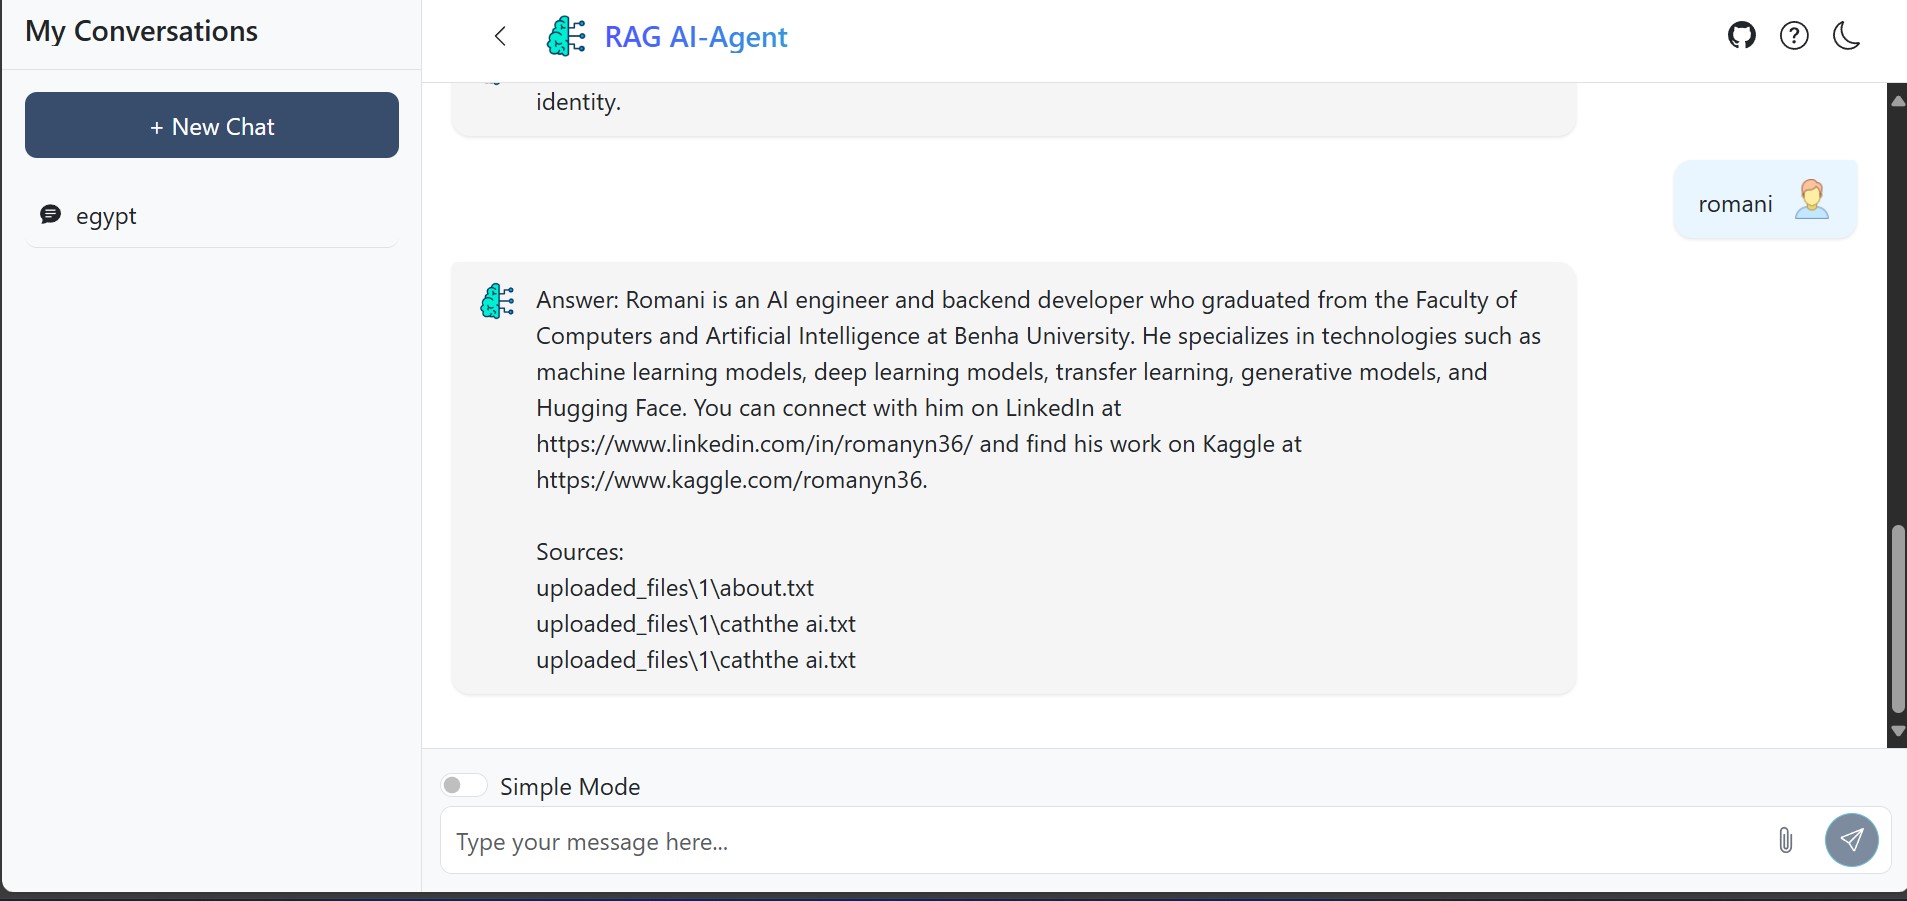 My Conversations
+ New Chat
egypt
RAG AI-Agent
identity.
romani
Answer: Romani is an AI engineer and backend developer who graduated from the Faculty of
Computers and Artificial Intelligence at Benha University. He specializes in technologies such as
machine learning models, deep learning models, transfer learning, generative models, and
Hugging Face. You can connect with him on LinkedIn at
https://www.linkedin.com/in/romanyn36/ and find his work on Kaggle at
https://www.kaggle.com/romanyn36.
Sources:
uploaded_files\1\about.txt
uploaded_files\1\caththe ai.txt
uploaded_files\1\caththe ai.txt
Simple Mode
Type your message here...